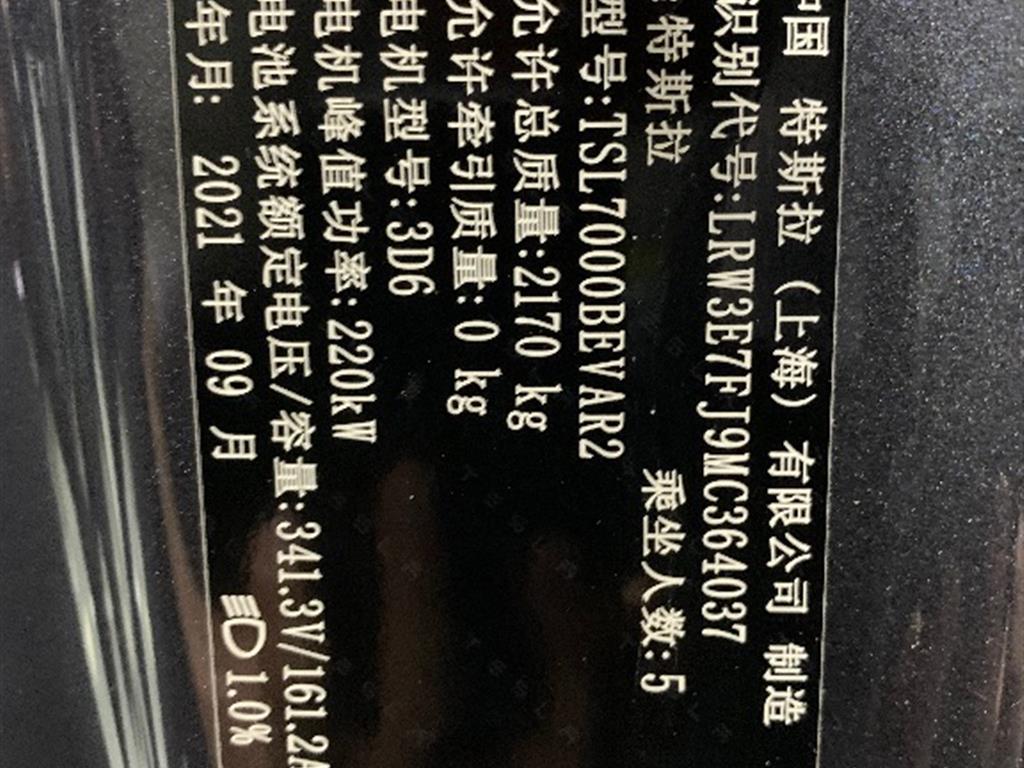 中国 特斯拉（上海）有限公司 制造
识别代号:LRW3E7FJ9MC364037
:特斯拉 乘坐人数:5
型号:TSL7000BEVAR2
允许总质量:2170 kg
允许牵引质量:0 kg
电机型号:3D6
电机峰值功率:220kW
电池系统额定电压/容量:341.3V/161.2A
年月: 2021 年 09 月 1.0%